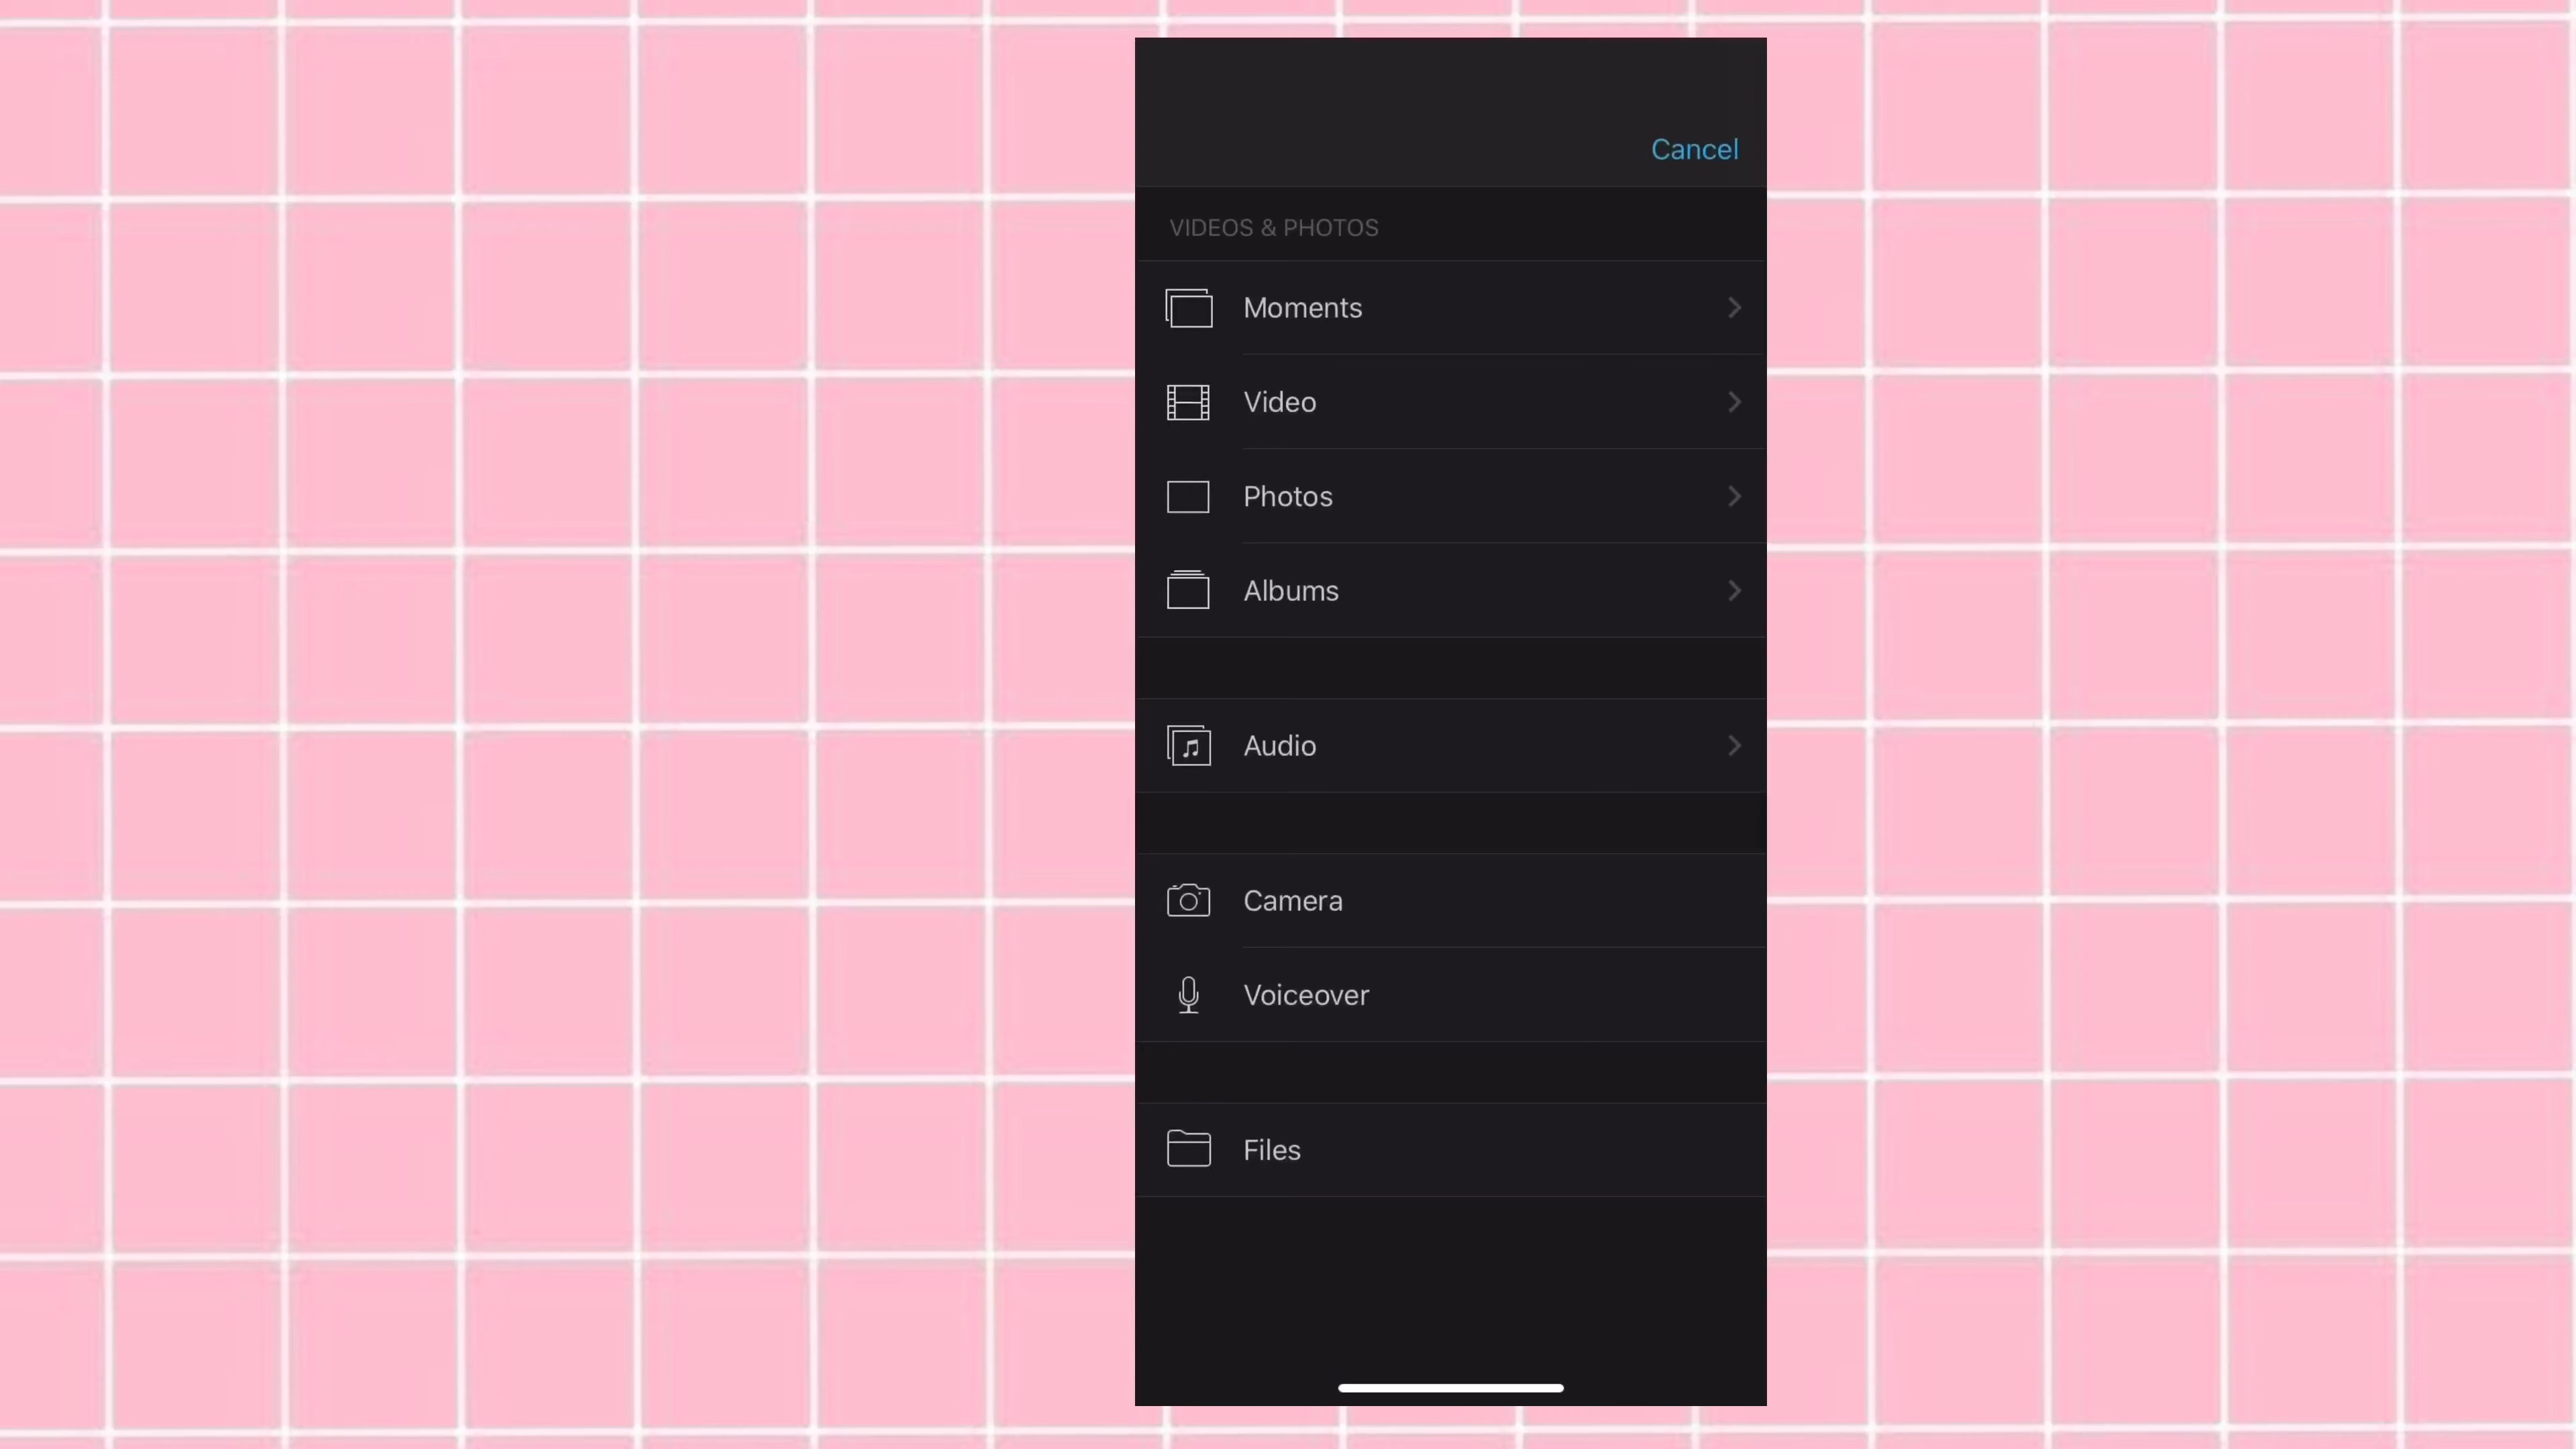 Cancel
VIDEOS & PHOTOS
Moments
Video
Photos
Albums
Audio
Camera
Voiceover
Files